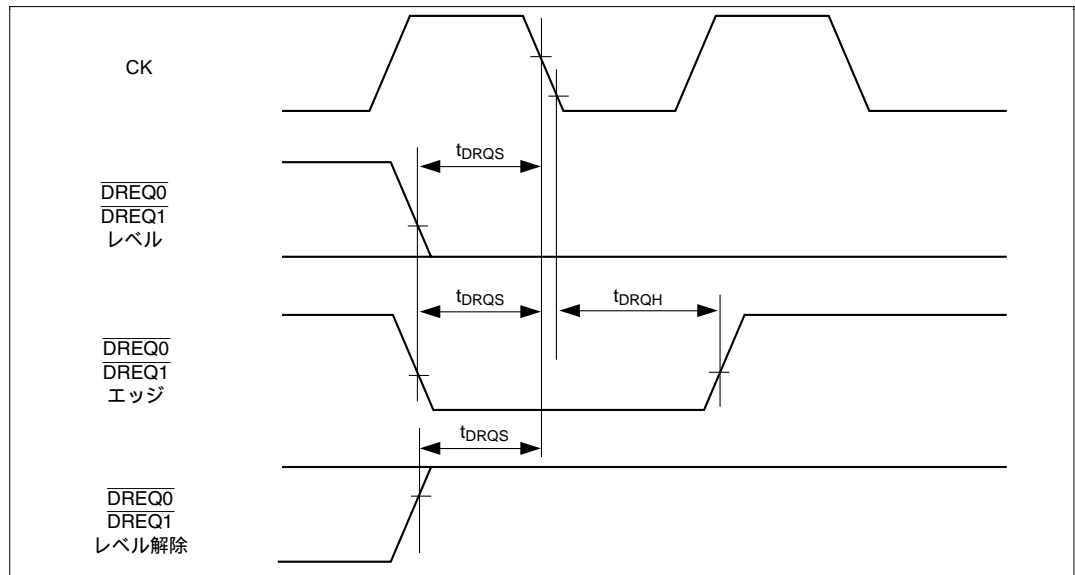 CK
tDRQS
DREQ0
DREQ1
レベル
tDRQS
tDRQH
DREQ0
DREQ1
エッジ
tDRQS
DREQ0
DREQ1
レベル解除